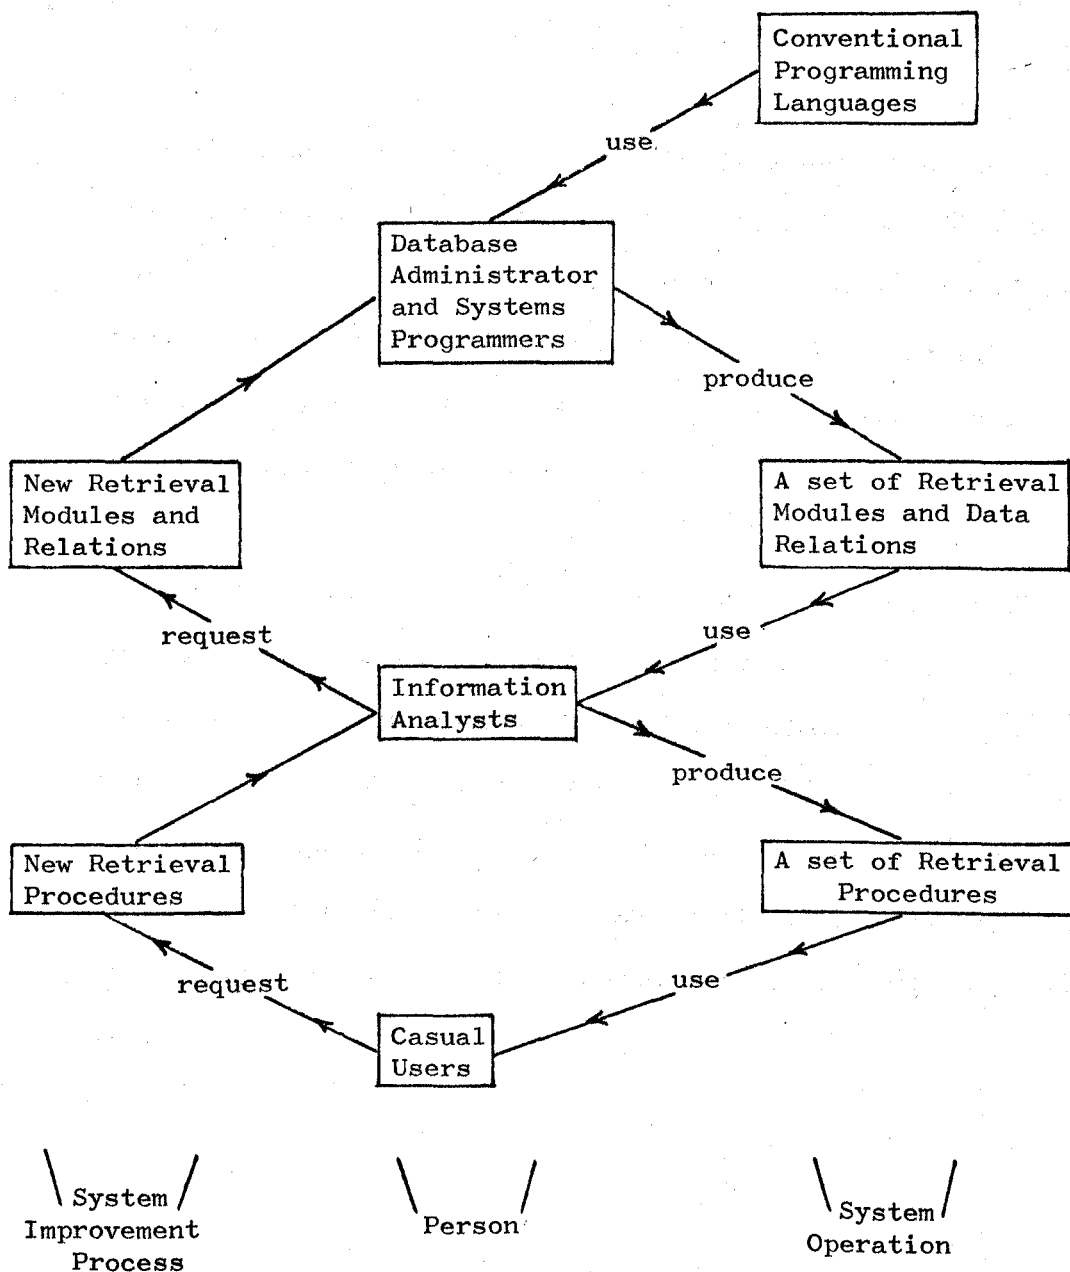 Conventional
Programming
Languages
use
Database
Administrator
and Systems
Programmers
produce
New Retrieval
Modules and
Relations
A set of Retrieval
Modules and Data
Relations
request
use
Information
Analysts
produce
New Retrieval
Procedures
A set of Retrieval
Procedures
request
use
Casual
Users
System
Improvement
Process
Person
System
Operation